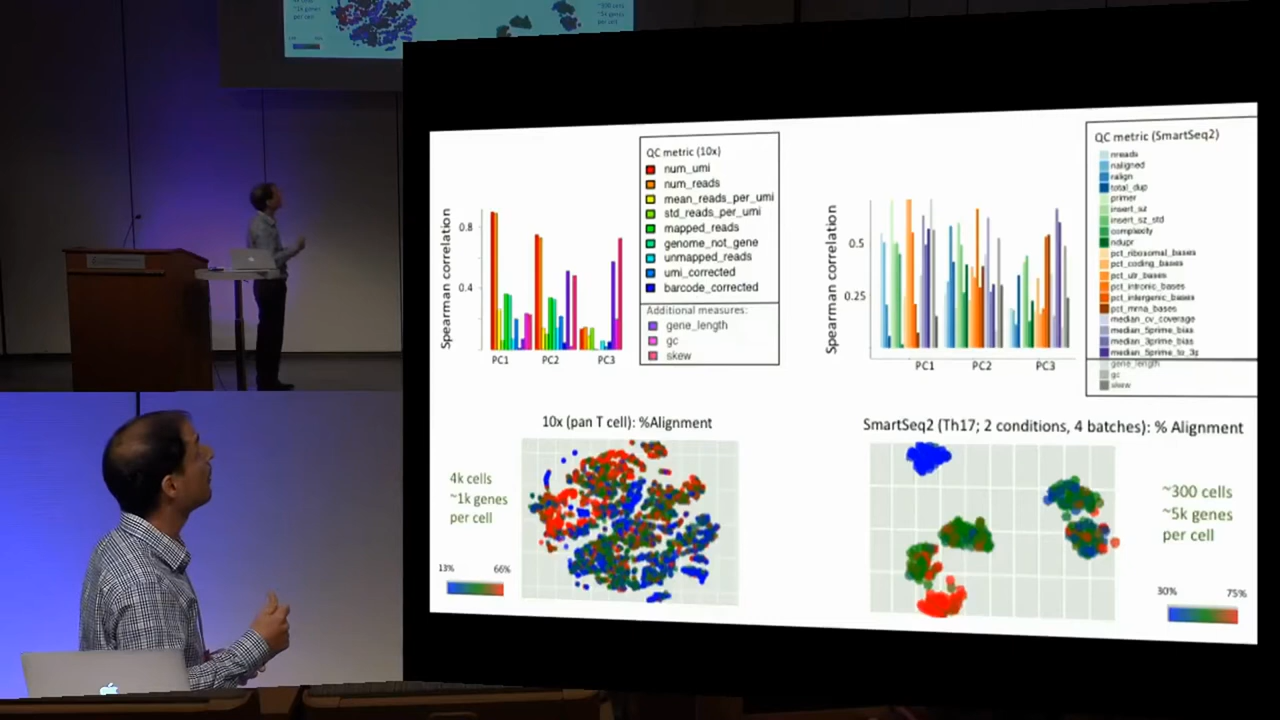 QC metric (10x)
num_umi
num_reads
mean_reads_per_umi
std_reads_per_umi
mapped_reads
genome_not_gene
unmapped_reads
umi_corrected
barcode_corrected
Additional measures:
gene_length
gc
skew
Spearman correlation
0.8
0.4
PC1
PC2
PC3
QC metric (SmartSeq2)
nreads
naligned
ralign
total_dup
primer
insert_sz
insert_sz_std
complexity
ndupr
pct_ribosomal_bases
pct_coding_bases
pct_utr_bases
pct_intronic_bases
pct_intergenic_bases
pct_mrna_bases
median_cv_coverage
median_5prime_bias
median_3prime_bias
median_5prime_to_3p
gene_length
gc
skew
Spearman correlation
0.5
0.25
PC1
PC2
PC3
10x (pan T cell): %Alignment
4k cells
~1k genes
per cell
13%
66%
SmartSeq2 (Th17; 2 conditions, 4 batches): % Alignment
~300 cells
~5k genes
per cell
30%
75%